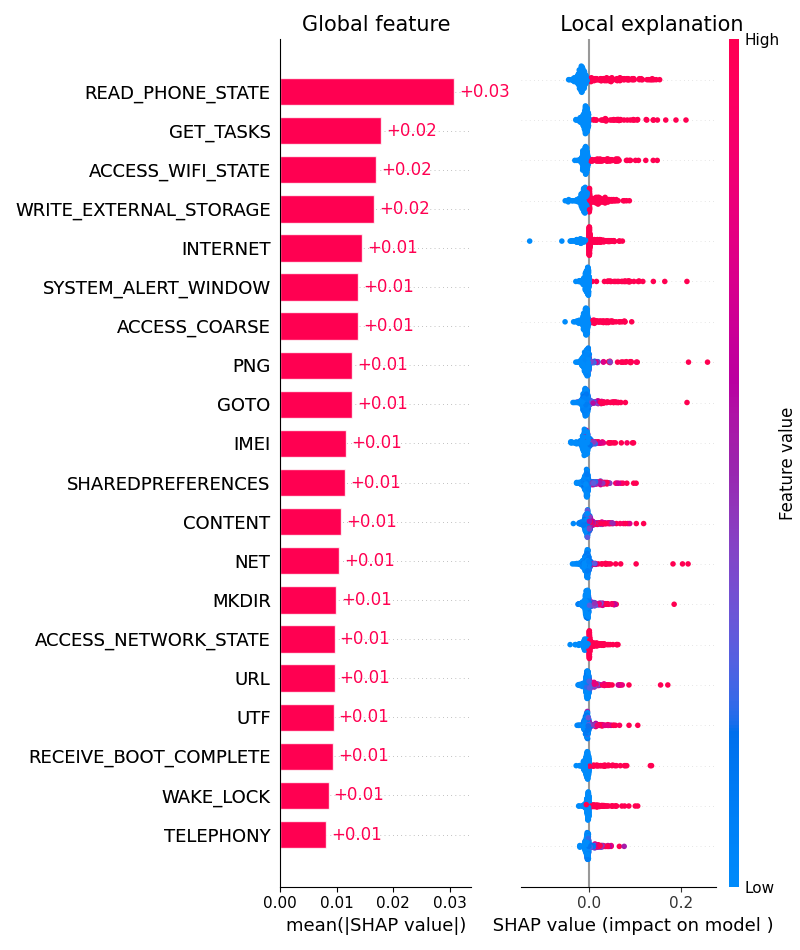 Global feature
Local explanation
High
READ_PHONE_STATE +0.03
GET_TASKS +0.02
ACCESS_WIFI_STATE +0.02
WRITE_EXTERNAL_STORAGE +0.02
INTERNET +0.01
SYSTEM_ALERT_WINDOW +0.01
ACCESS_COARSE +0.01
PNG +0.01
GOTO +0.01
IMEI +0.01
SHAREDPREFERENCES +0.01
CONTENT +0.01
NET +0.01
MKDIR +0.01
ACCESS_NETWORK_STATE +0.01
URL +0.01
UTF +0.01
RECEIVE_BOOT_COMPLETE +0.01
WAKE_LOCK +0.01
TELEPHONY +0.01
Feature value
Low
0.00 0.01 0.02 0.03
mean(|SHAP value|)
0.0 0.2
SHAP value (impact on model )